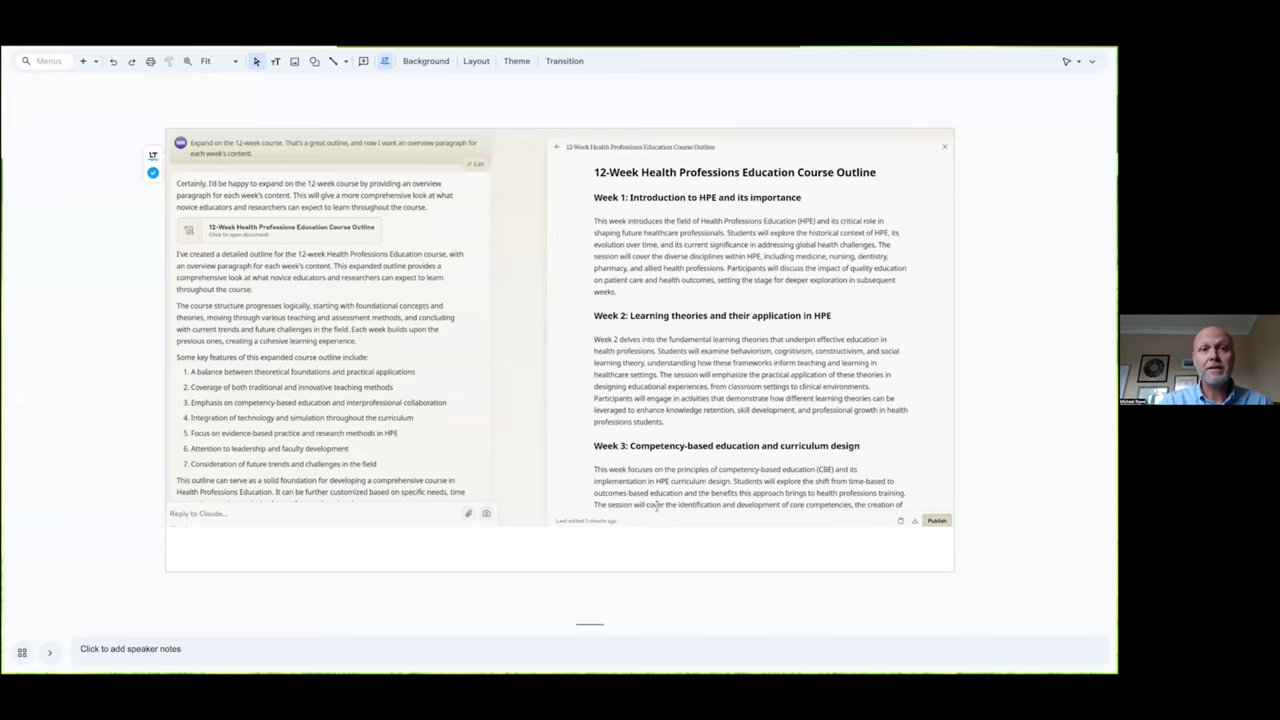 Menus
Fit
Background
Layout
Theme
Transition
MR
Expand on the 12-week course. That's a great outline, and now I want an overview paragraph for
each week's content.
Edit
Certainly, I'd be happy to expand on the 12-week course by providing an overview
paragraph for each week's content. This will give a more comprehensive look at what
novice educators and researchers can expect to learn throughout the course.
12-Week Health Professions Education Course Outline
Click to open document
I've created a detailed outline for the 12-week Health Professions Education course, with
an overview paragraph for each week's content. This expanded outline provides a
comprehensive look at what novice educators and researchers can expect to learn
throughout the course.
The course structure progresses logically, starting with foundational concepts and
theories, moving through various teaching and assessment methods, and concluding
with current trends and future challenges in the field. Each week builds upon the
previous ones, creating a cohesive learning experience.
Some key features of this expanded course outline include:
1. A balance between theoretical foundations and practical applications
2. Coverage of both traditional and innovative teaching methods
3. Emphasis on competency-based education and interprofessional collaboration
4. Integration of technology and simulation throughout the curriculum
5. Focus on evidence-based practice and research methods in HPE
6. Attention to leadership and faculty development
7. Consideration of future trends and challenges in the field
This outline can serve as a solid foundation for developing a comprehensive course in
Health Professions Education. It can be further customized based on specific needs, time
Reply to Claude...
12-Week Health Professions Education Course Outline
12-Week Health Professions Education Course Outline
Week 1: Introduction to HPE and its importance
This week introduces the field of Health Professions Education (HPE) and its critical role in
shaping future healthcare professionals. Students will explore the historical context of HPE, its
evolution over time, and its current significance in addressing global health challenges. The
session will cover the diverse disciplines within HPE, including medicine, nursing, dentistry,
pharmacy, and allied health professions. Participants will discuss the impact of quality education
on patient care and health outcomes, setting the stage for deeper exploration in subsequent
weeks.
Week 2: Learning theories and their application in HPE
Week 2 delves into the fundamental learning theories that underpin effective education in
health professions. Students will examine behaviorism, cognitivism, constructivism, and social
learning theory, understanding how these frameworks inform teaching and learning in
healthcare settings. The session will emphasize the practical application of these theories in
designing educational experiences, from classroom settings to clinical environments.
Participants will engage in activities that demonstrate how different learning theories can be
leveraged to enhance knowledge retention, skill development, and professional growth in health
professions students.
Week 3: Competency-based education and curriculum design
This week focuses on the principles of competency-based education (CBE) and its
implementation in HPE curriculum design. Students will explore the shift from time-based to
outcomes-based education and the benefits this approach brings to health professions training.
The session will cover the identification and development of core competencies, the creation of
Last edited 1 minute ago
Publish
Click to add speaker notes
Michael Rowe